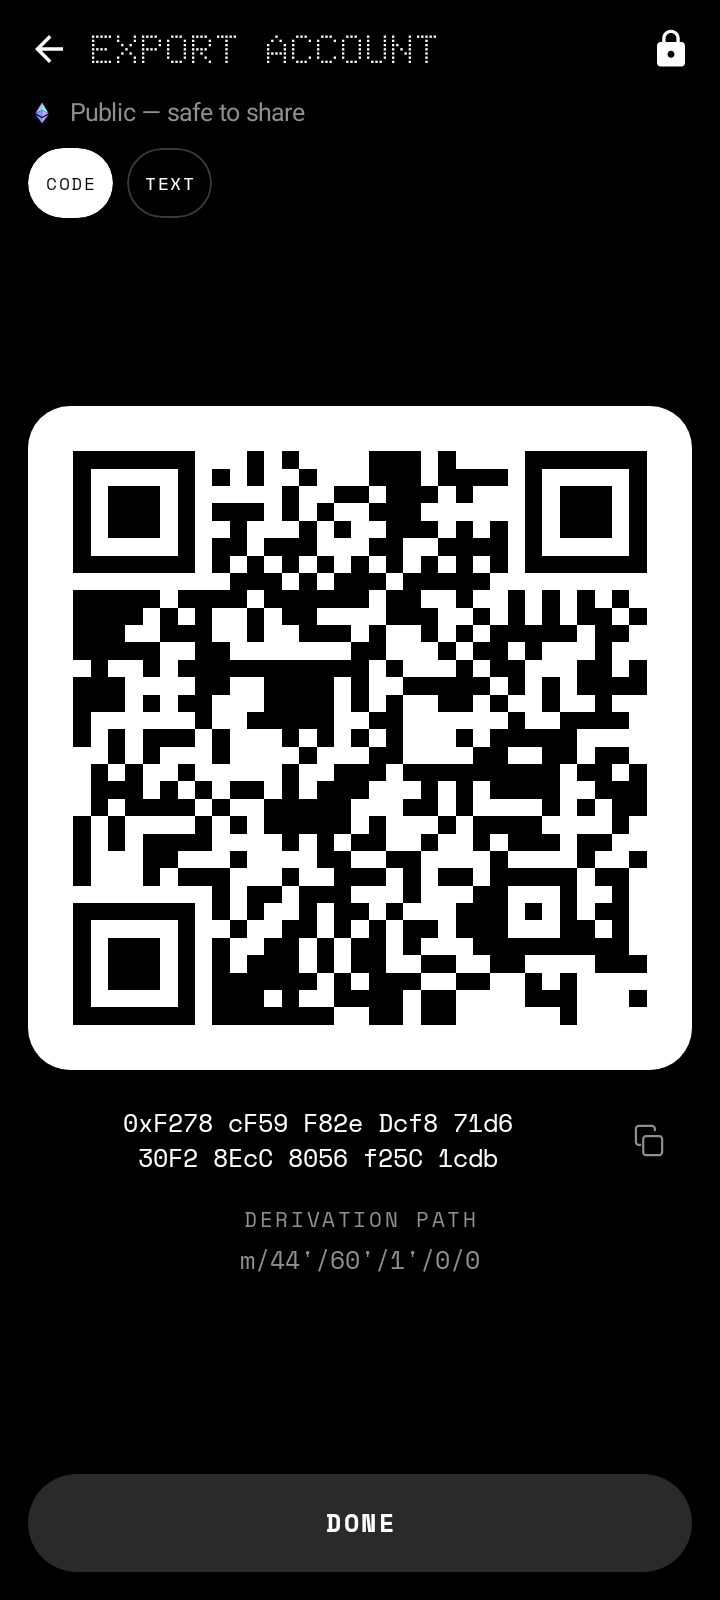 EXPORT ACCOUNT
Public — safe to share
CODE
TEXT
0xF278 cF59 F82e Dcf8 71d6
30F2 8EcC 8056 f25C 1cdb
DERIVATION PATH
m/44'/60'/1'/0/0
DONE